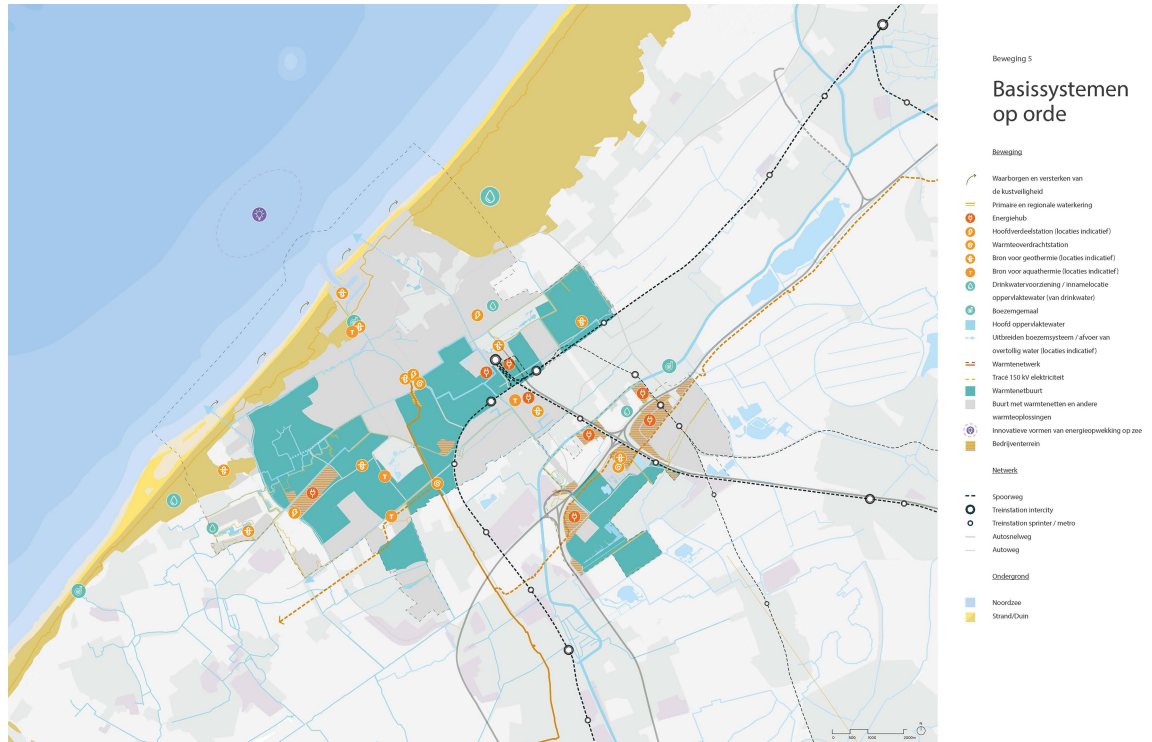 Beweging 5
Basissystemen
op orde
Beweging
Waarborgen en versterken van
de kustveiligheid
Primaire en regionale waterkering
Energiehub
Hoofdverdeelstation (locaties indicatief)
Warmteoverdrachtstation
Bron voor geothermie (locaties indicatief)
Bron voor aquathermie (locaties indicatief)
Drinkwatervoorziening / innamelocatie
oppervlaktewater (van drinkwater)
Boezemgemaal
Hoofd oppervlaktewater
Uitbreiden boezemsysteem / afvoer van
overtollig water (locaties indicatief)
Warmtenetwerk
Tracé 150 kV elektriciteit
Warmtenetbuurt
Buurt met warmtenetten en andere
warmteoplossingen
Innovatieve vormen van energieopwekking op zee
Bedrijventerrein
Netwerk
Spoorweg
Treinstation intercity
Treinstation sprinter / metro
Autosnelweg
Autoweg
Ondergrond
Noordzee
Strand/Duin